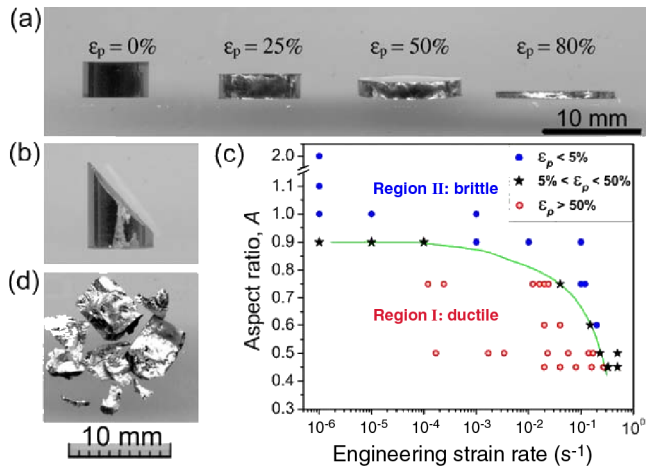 (a)
εp = 0%
εp = 25%
εp = 50%
εp = 80%
10 mm
(b)
(c)
εp < 5%
5% < εp < 50%
εp > 50%
Region II: brittle
Region I: ductile
Aspect ratio, A
2.0
1.1
1.0
0.9
0.8
0.7
0.6
0.5
0.4
0.3
10⁻⁶
10⁻⁵
10⁻⁴
10⁻³
10⁻²
10⁻¹
10⁰
Engineering strain rate (s⁻¹)
(d)
10 mm